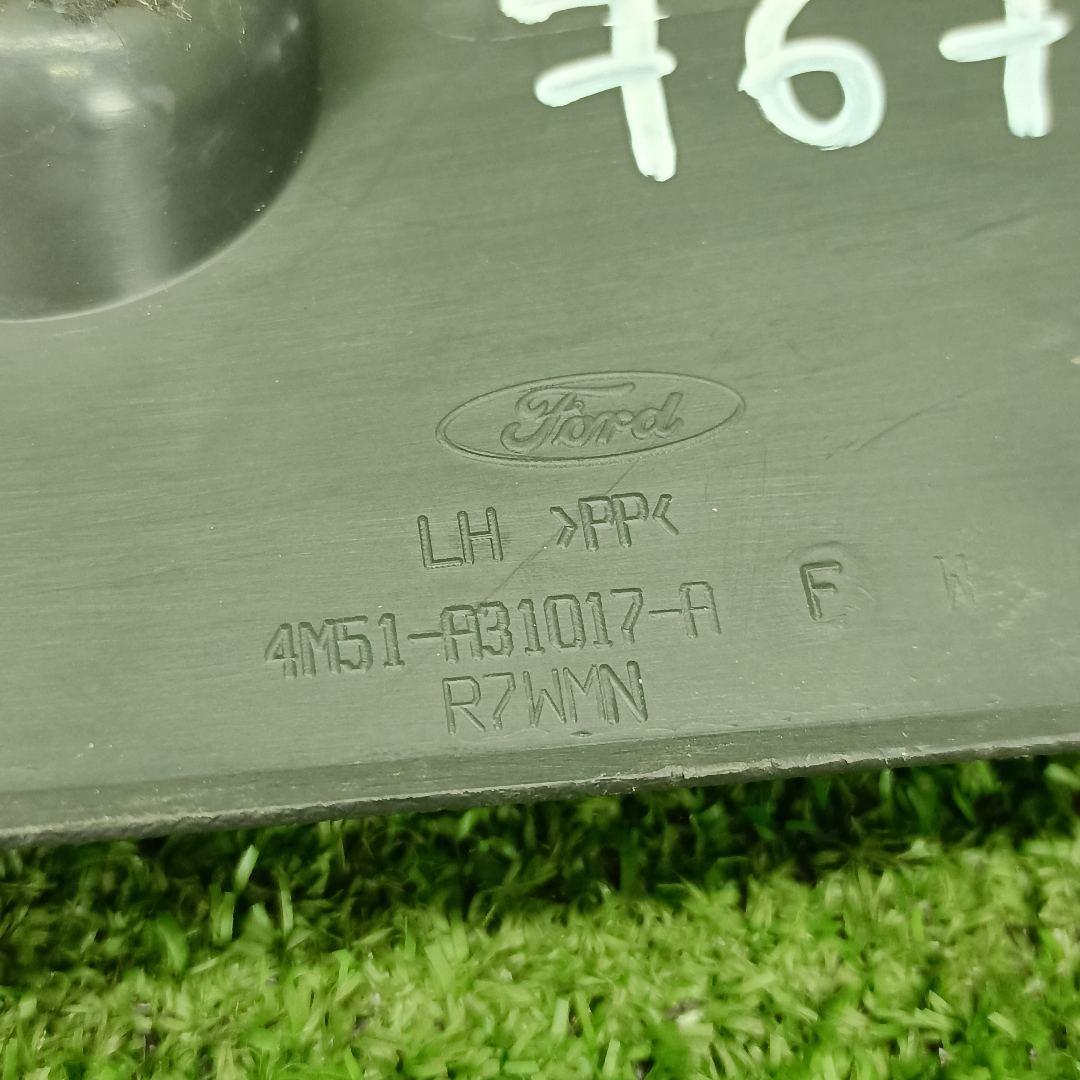 767
Ford
LH >PP<
4M51-A31017-A F
R7WMN